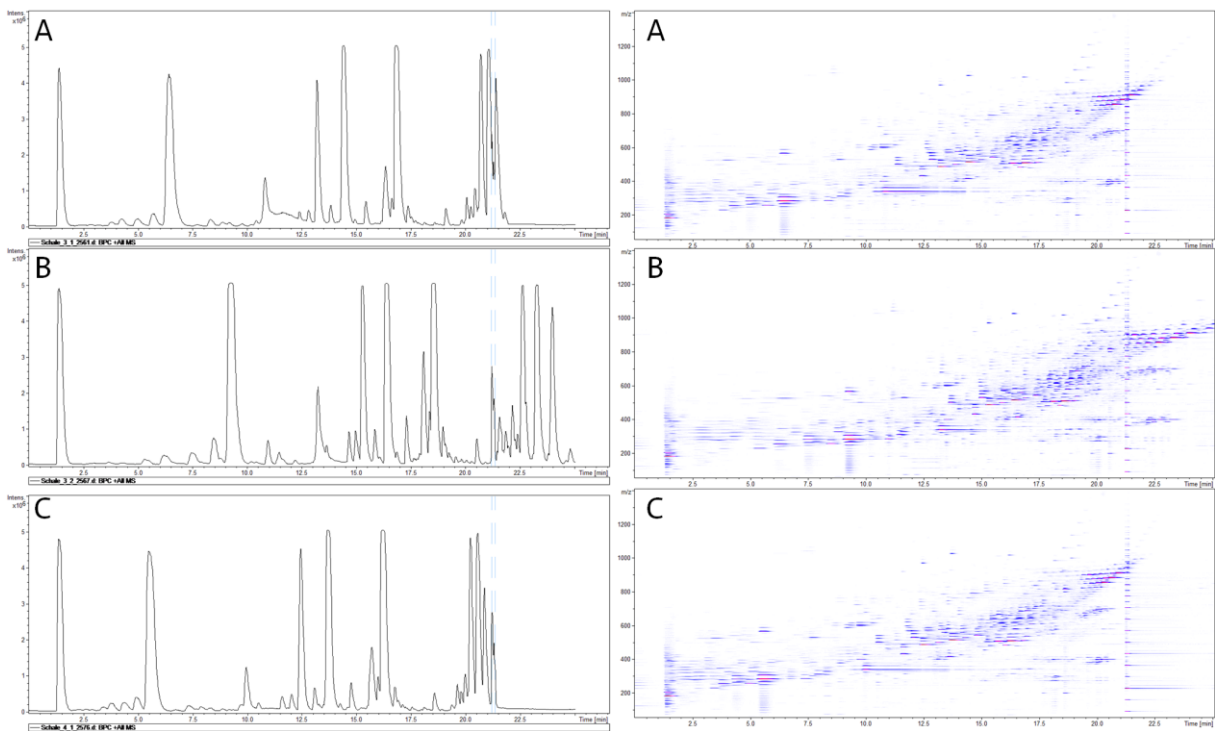 A
Intens.
x10⁶
5
4
3
2
1
0
2.5 5.0 7.5 10.0 12.5 15.0 17.5 20.0 22.5 Time [min]
Schale_3_1_2561.d: BPC +All MS
A
m/z
1200
1000
800
600
400
200
2.5 5.0 7.5 10.0 12.5 15.0 17.5 20.0 22.5 Time [min]
B
Intens.
x10⁶
5
4
3
2
1
0
2.5 5.0 7.5 10.0 12.5 15.0 17.5 20.0 22.5 Time [min]
Schale_3_2_2567.d: BPC +All MS
B
m/z
1200
1000
800
600
400
200
2.5 5.0 7.5 10.0 12.5 15.0 17.5 20.0 22.5 Time [min]
C
Intens.
x10⁶
5
4
3
2
1
0
2.5 5.0 7.5 10.0 12.5 15.0 17.5 20.0 22.5 Time [min]
Schale_4_1_2576.d: BPC +All MS
C
m/z
1200
1000
800
600
400
200
2.5 5.0 7.5 10.0 12.5 15.0 17.5 20.0 22.5 Time [min]